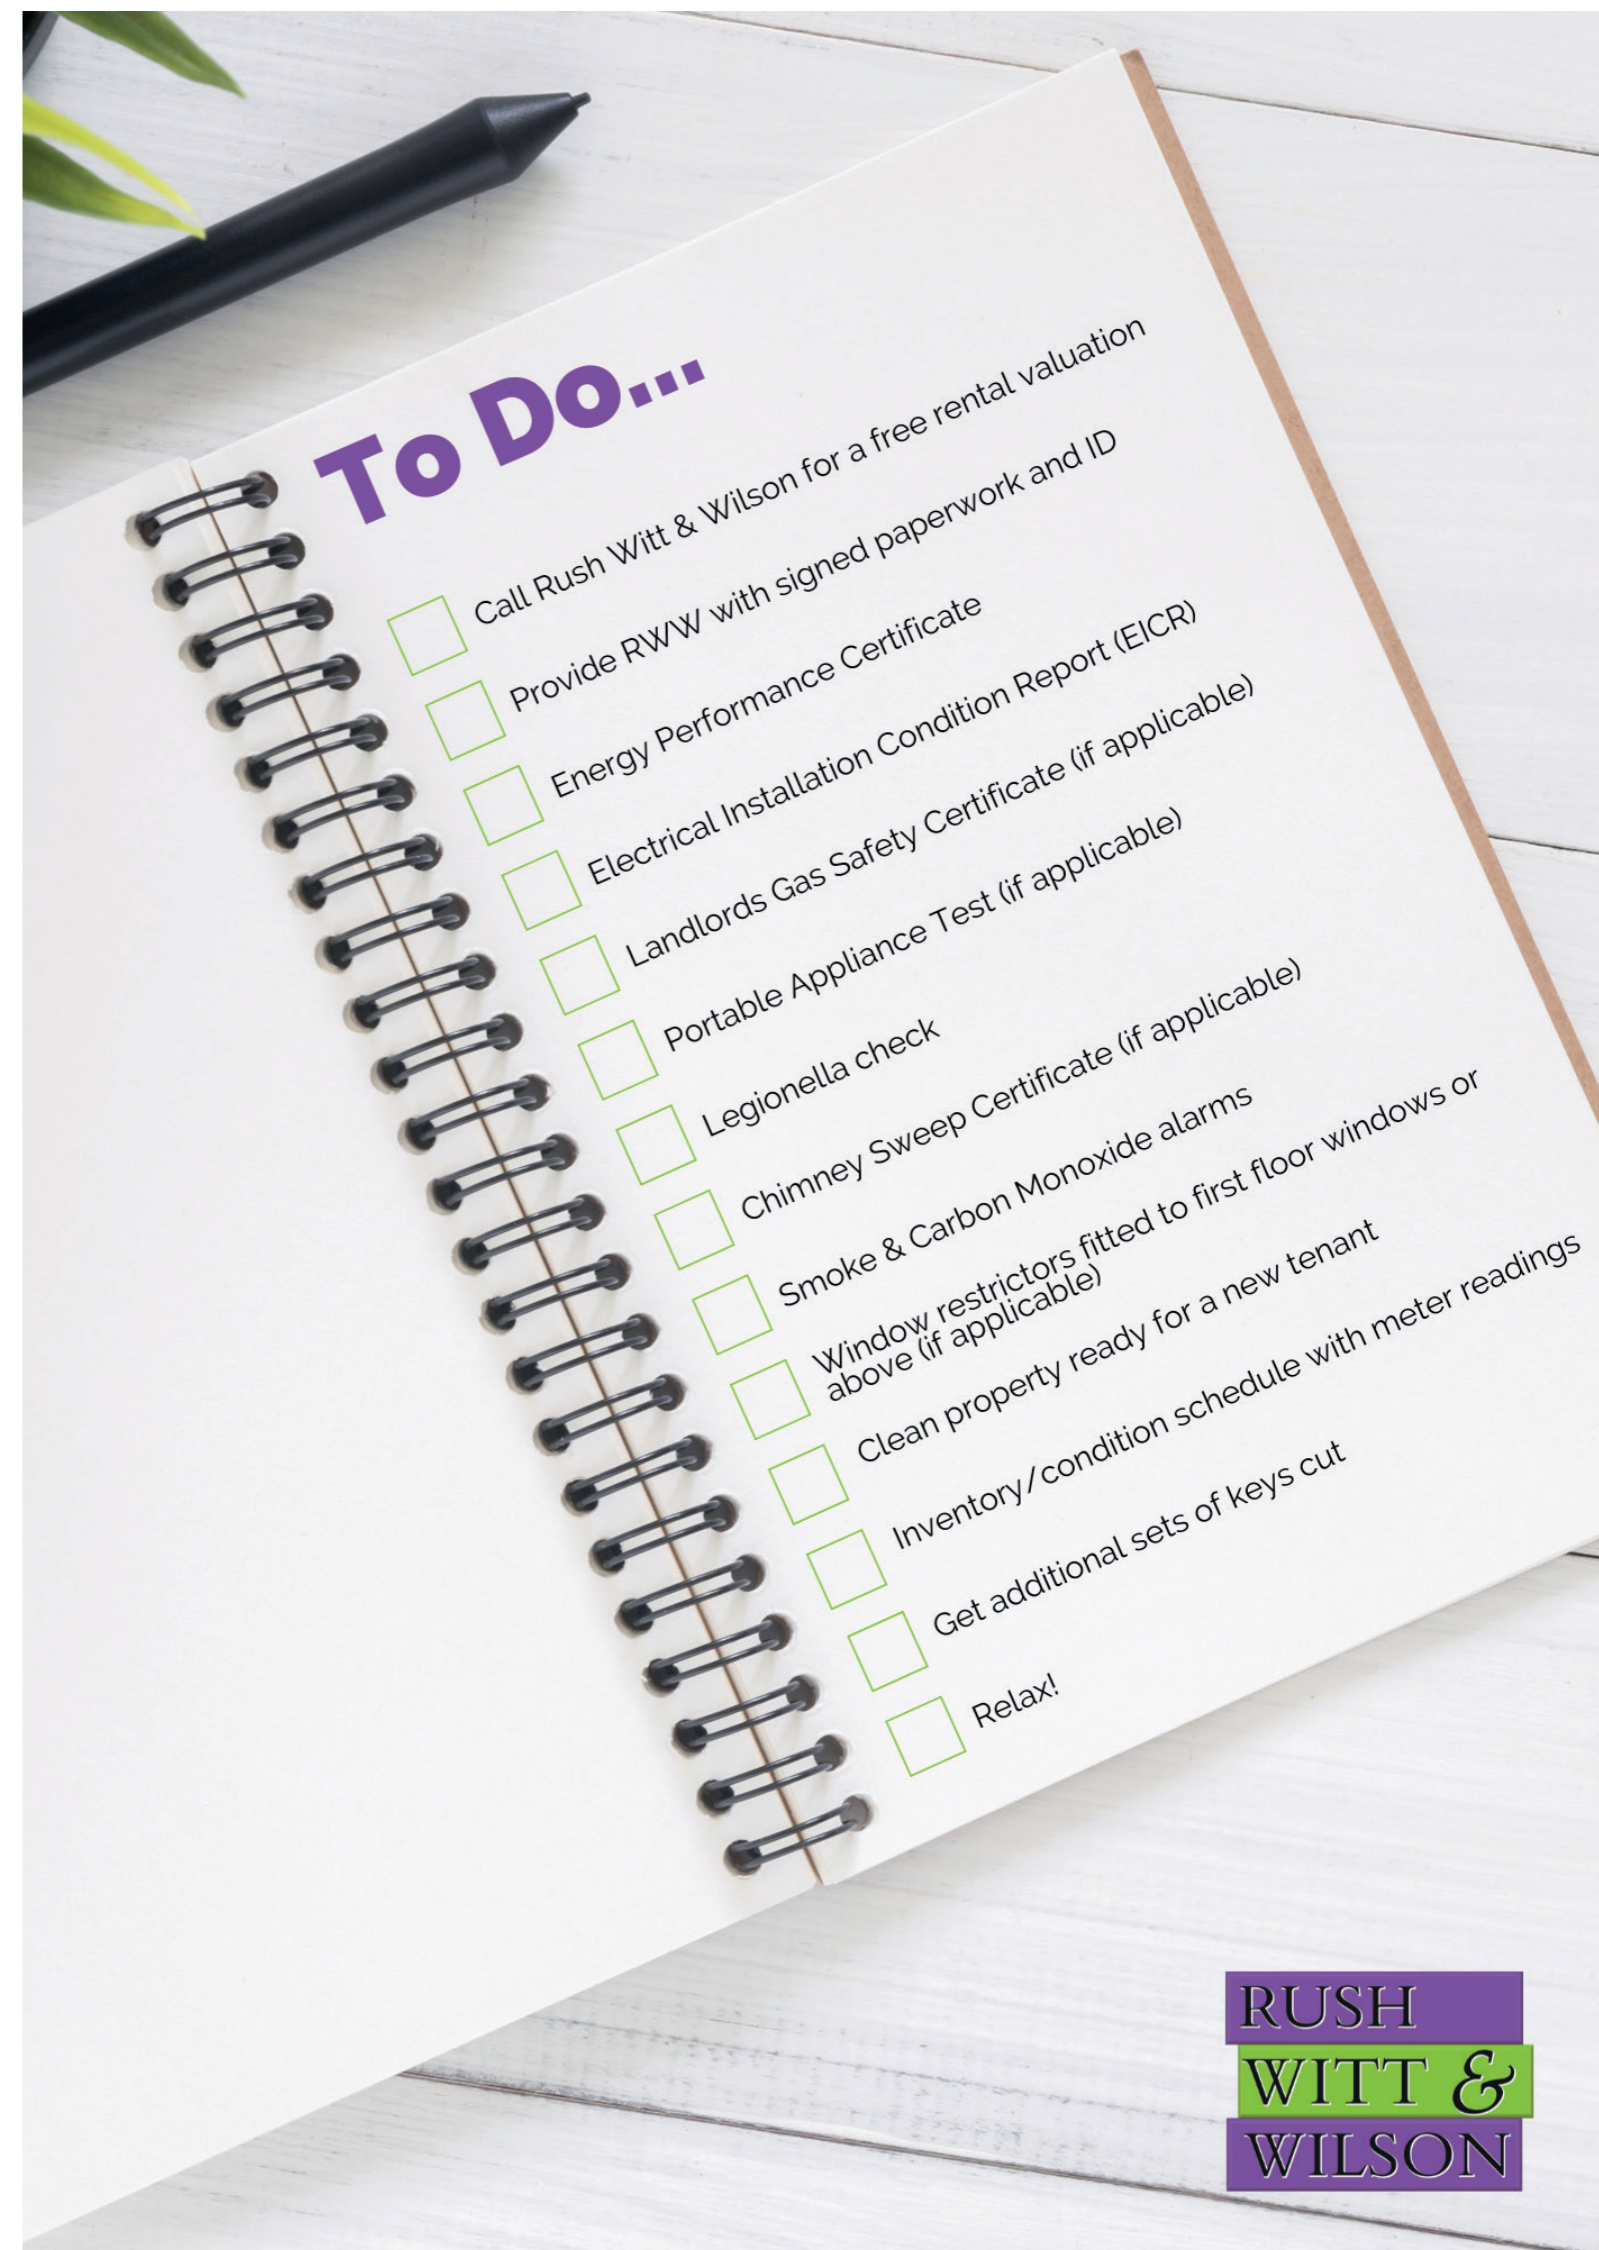 To Do...
Call Rush Witt & Wilson for a free rental valuation
Provide RWW with signed paperwork and ID
Energy Performance Certificate
Electrical Installation Condition Report (EICR)
Landlords Gas Safety Certificate (if applicable)
Portable Appliance Test (if applicable)
Legionella check
Chimney Sweep Certificate (if applicable)
Smoke & Carbon Monoxide alarms
Window restrictors fitted to first floor windows or
above (if applicable)
Clean property ready for a new tenant
Inventory/condition schedule with meter readings
Get additional sets of keys cut
Relax!
RUSH
WITT &
WILSON